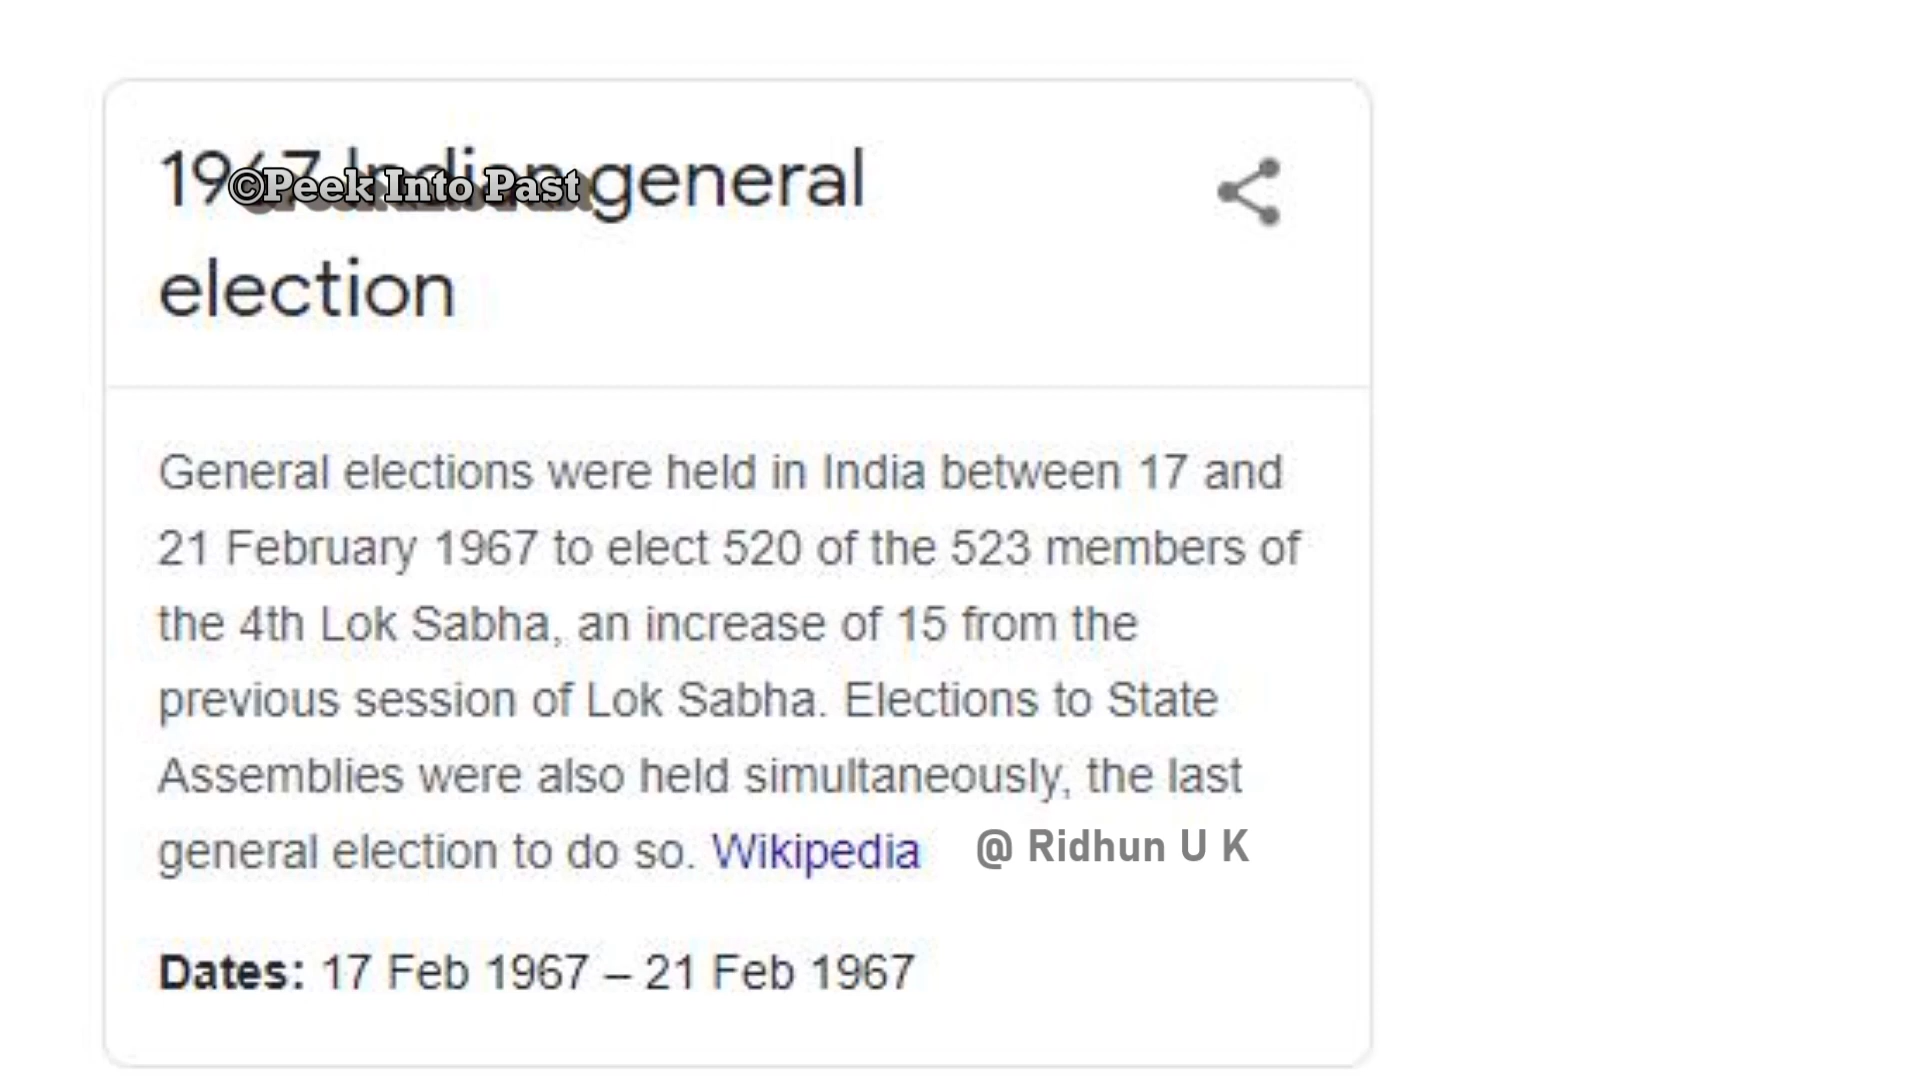 1967 Indian general
©Peek Into Past
election
General elections were held in India between 17 and
21 February 1967 to elect 520 of the 523 members of
the 4th Lok Sabha, an increase of 15 from the
previous session of Lok Sabha. Elections to State
Assemblies were also held simultaneously, the last
general election to do so. Wikipedia @ Ridhun U K
Dates: 17 Feb 1967 – 21 Feb 1967